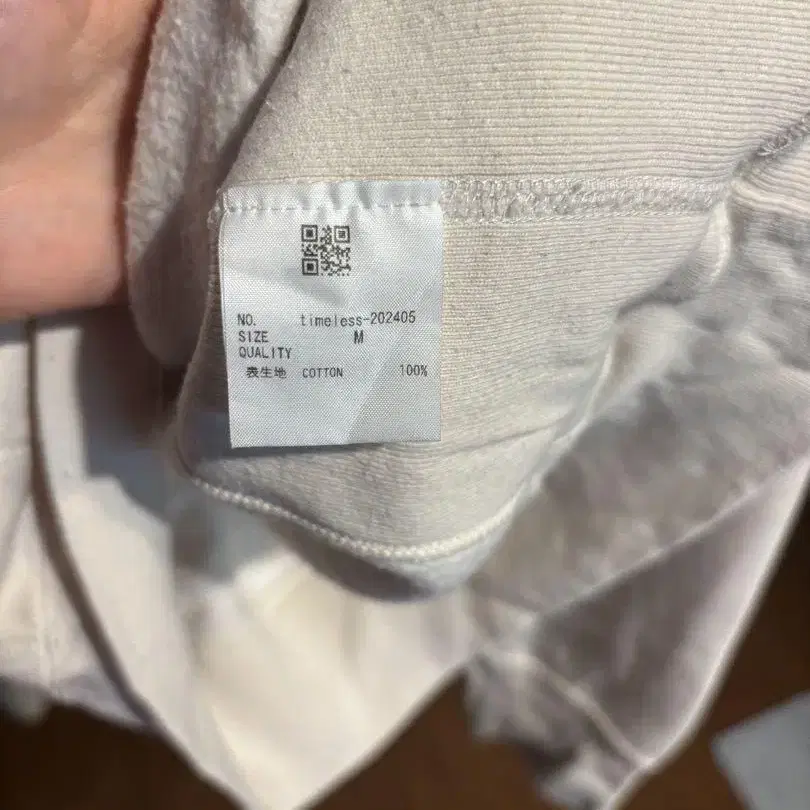 NO. timeless-202405
SIZE M
QUALITY
表生地 COTTON 100%